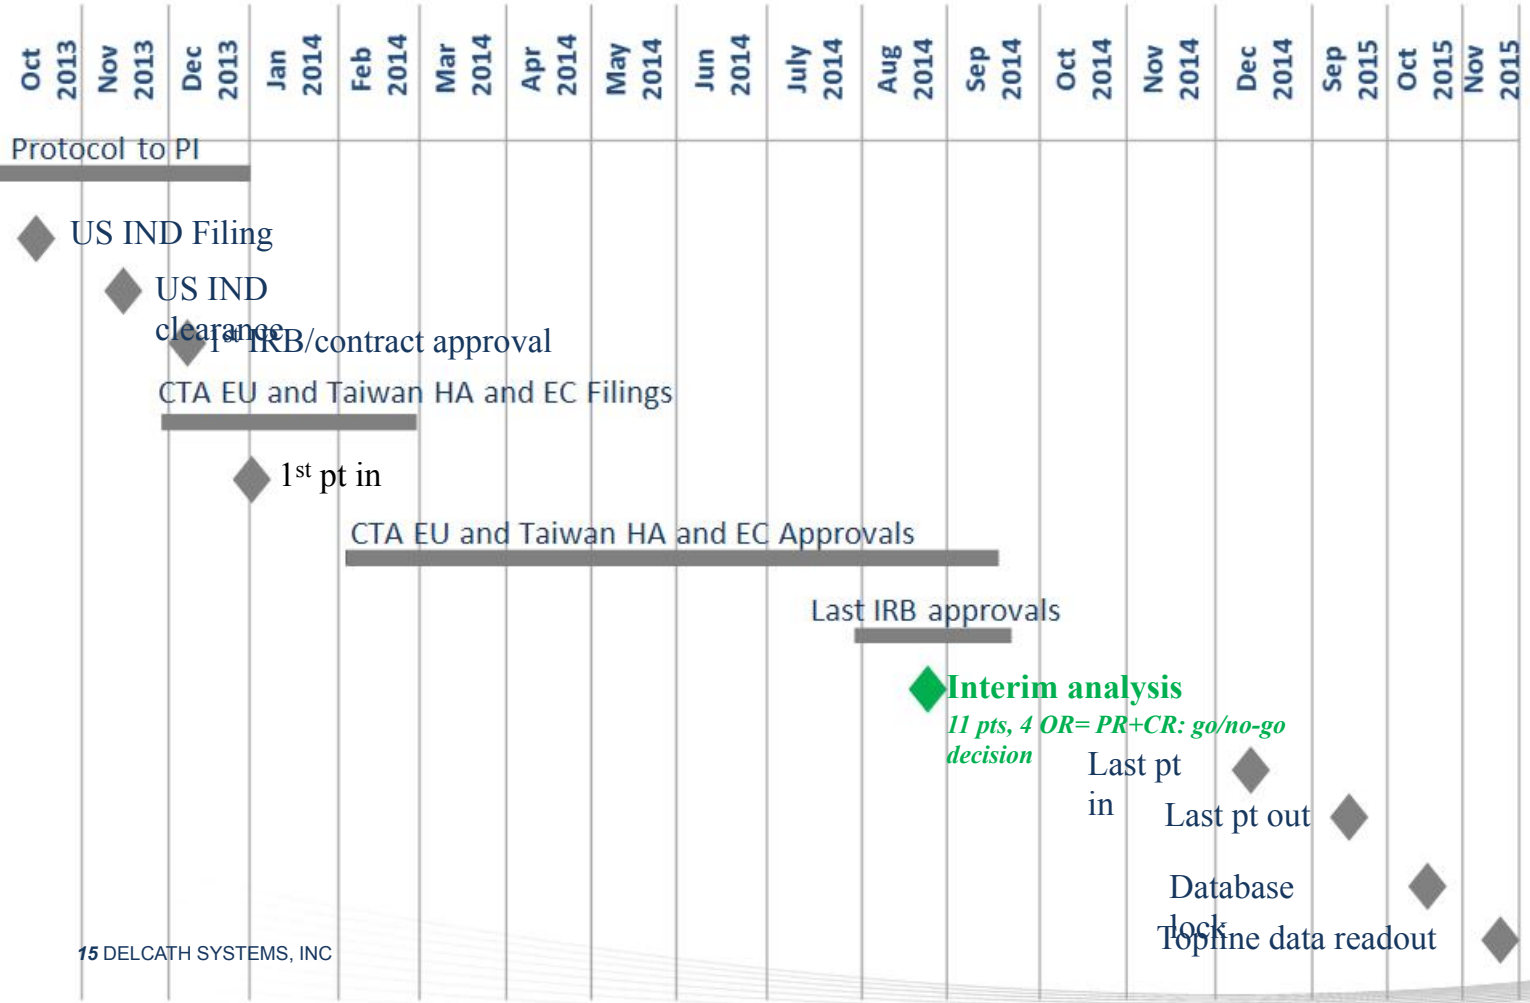 Oct 2013
Nov 2013
Dec 2013
Jan 2014
Feb 2014
Mar 2014
Apr 2014
May 2014
Jun 2014
July 2014
Aug 2014
Sep 2014
Oct 2014
Nov 2014
Dec 2014
Sep 2015
Oct 2015
Nov 2015
Protocol to PI
US IND Filing
US IND
clearance
1st IRB/contract approval
CTA EU and Taiwan HA and EC Filings
1st pt in
CTA EU and Taiwan HA and EC Approvals
Last IRB approvals
Interim analysis
11 pts, 4 OR= PR+CR: go/no-go
decision
Last pt
in
Last pt out
Database
lock
Topline data readout
15 DELCATH SYSTEMS, INC